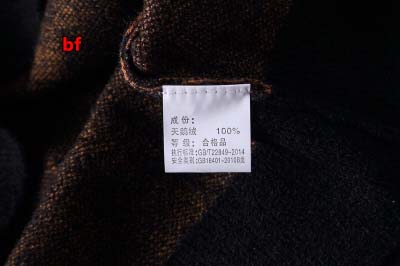 bf
成份:
天鹅绒 100%
等级: 合格品
执行标准:GB/T22849-2014
安全类别:GB18401-2010B类